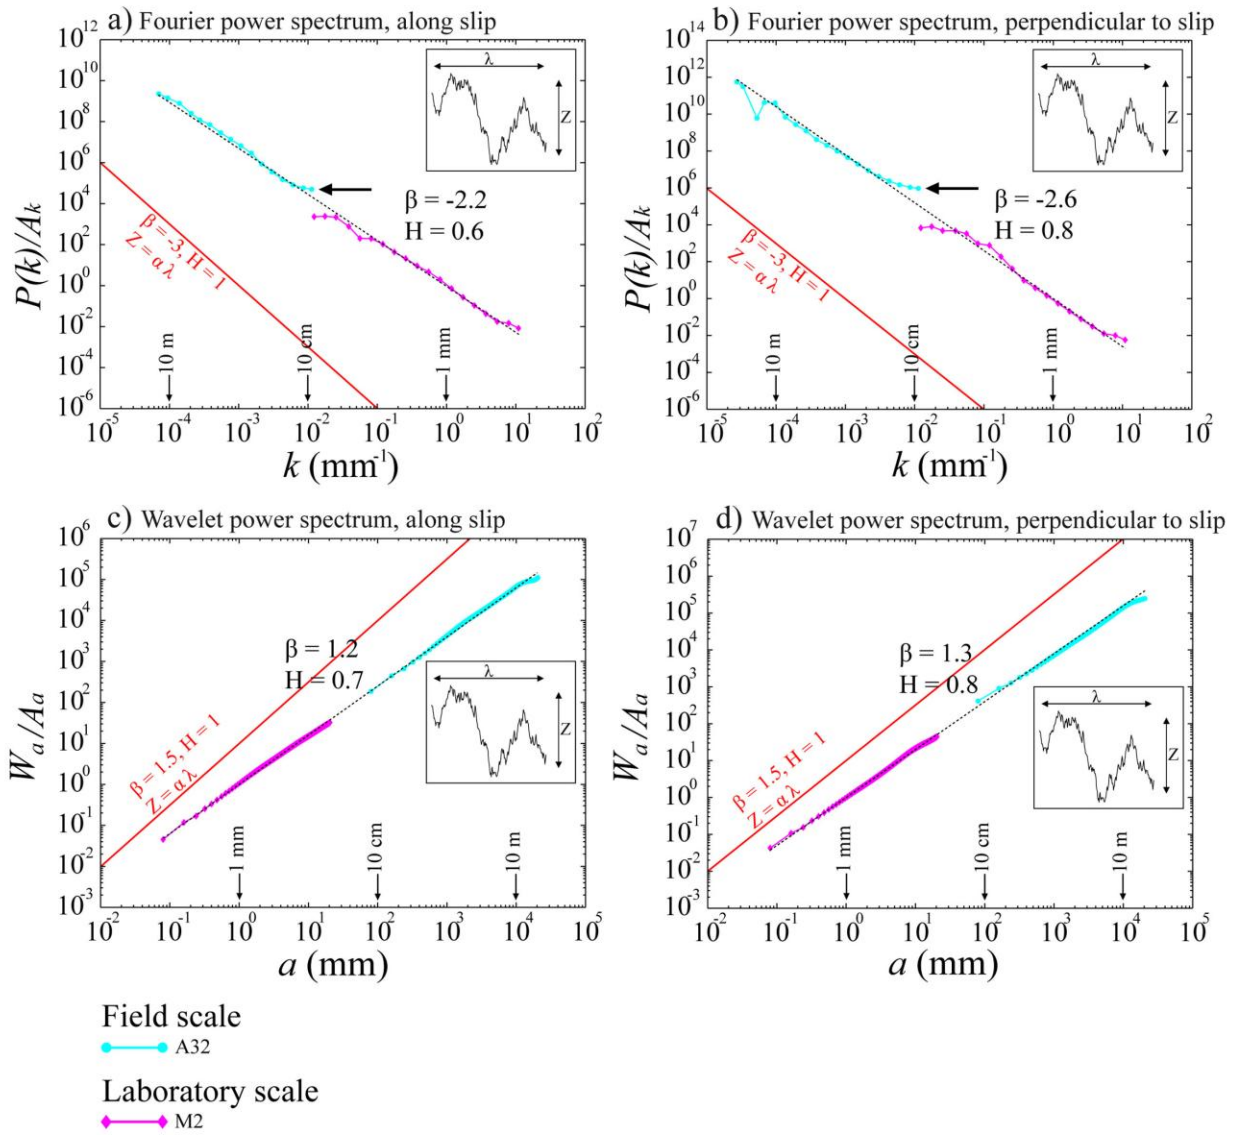 a) Fourier power spectrum, along slip
10^12
10^10
10^8
10^6
10^4
10^2
10^0
10^-2
10^-4
10^-6
P(k)/A_k
λ
Z
β = -2.2
H = 0.6
β = -3, H = 1
Z = α λ
10 m
10 cm
1 mm
10^-5 10^-4 10^-3 10^-2 10^-1 10^0 10^1 10^2
k (mm^-1)
b) Fourier power spectrum, perpendicular to slip
10^14
10^12
10^10
10^8
10^6
10^4
10^2
10^0
10^-2
10^-4
10^-6
P(k)/A_k
λ
Z
β = -2.6
H = 0.8
β = -3, H = 1
Z = α λ
10 m
10 cm
1 mm
10^-5 10^-4 10^-3 10^-2 10^-1 10^0 10^1 10^2
k (mm^-1)
c) Wavelet power spectrum, along slip
10^6
10^5
10^4
10^3
10^2
10^1
10^0
10^-1
10^-2
10^-3
W_a/A_a
β = 1.2
H = 0.7
λ
Z
β = 1.5, H = 1
Z = α λ
1 mm
10 cm
10 m
10^-2 10^-1 10^0 10^1 10^2 10^3 10^4 10^5
a (mm)
d) Wavelet power spectrum, perpendicular to slip
10^7
10^6
10^5
10^4
10^3
10^2
10^1
10^0
10^-1
10^-2
10^-3
W_a/A_a
β = 1.3
H = 0.8
λ
Z
β = 1.5, H = 1
Z = α λ
1 mm
10 cm
10 m
10^-2 10^-1 10^0 10^1 10^2 10^3 10^4 10^5
a (mm)
Field scale
A32
Laboratory scale
M2